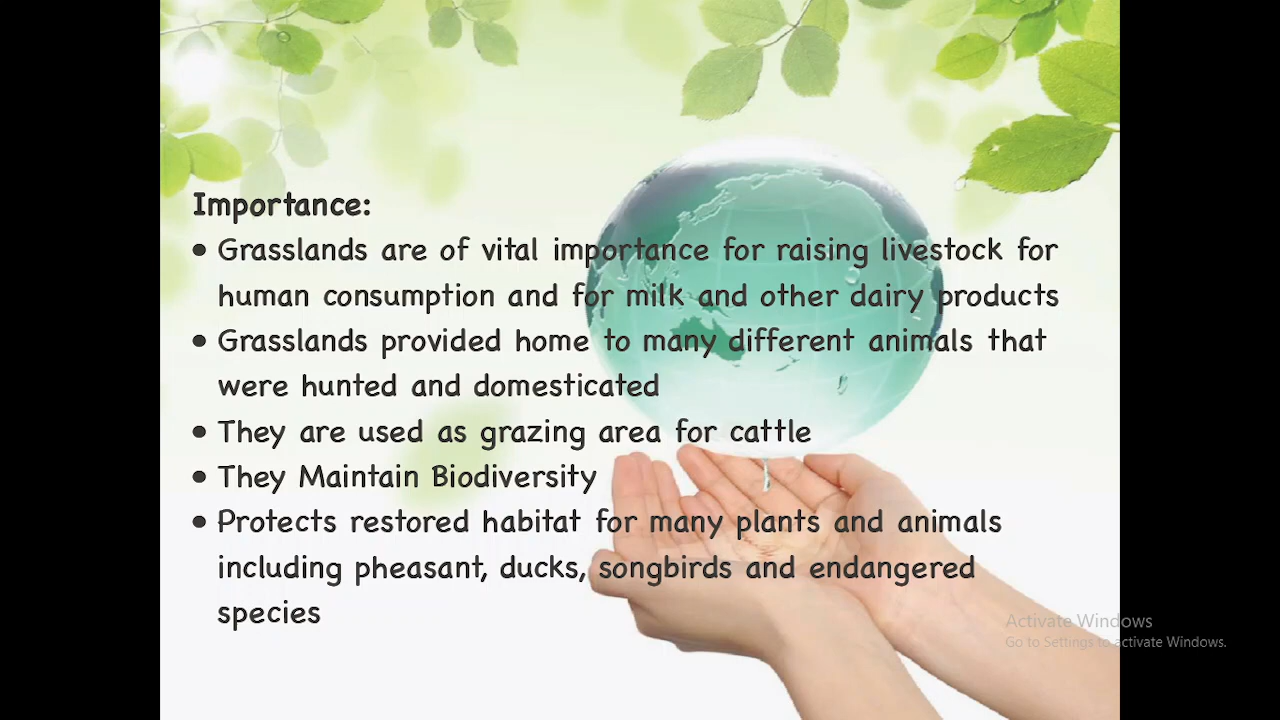 Importance:
• Grasslands are of vital importance for raising livestock for
human consumption and for milk and other dairy products
• Grasslands provided home to many different animals that
were hunted and domesticated
• They are used as grazing area for cattle
• They Maintain Biodiversity
• Protects restored habitat for many plants and animals
including pheasant, ducks, songbirds and endangered
species
Activate Windows
Go to Settings to activate Windows.